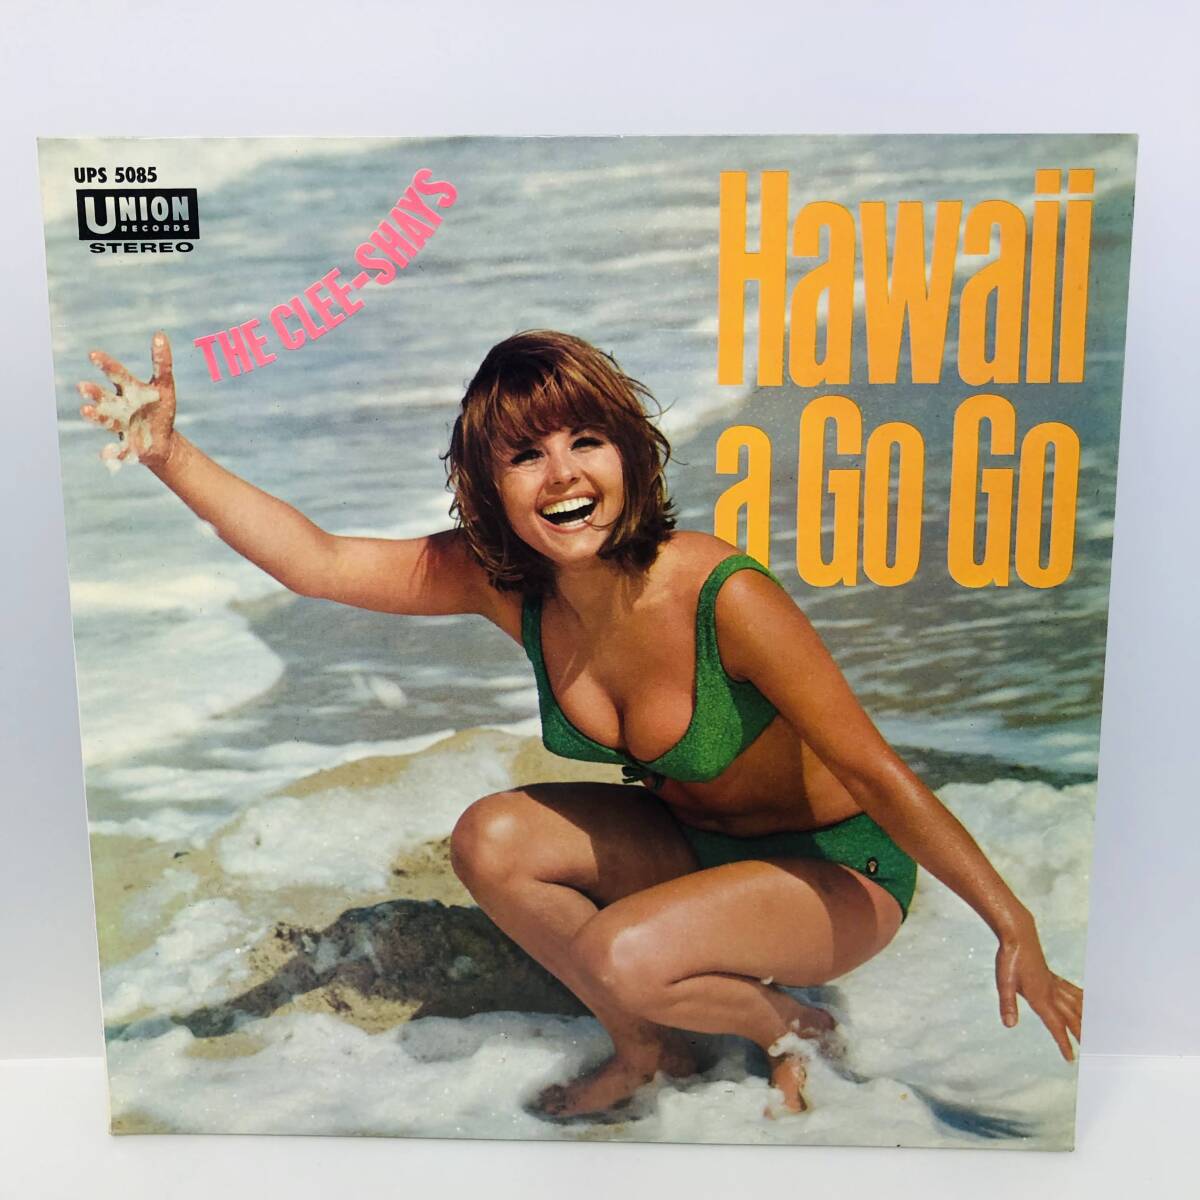 UPS 5085
UNION
RECORDS
STEREO
THE CLEE-SHAYS
Hawaii
a Go Go